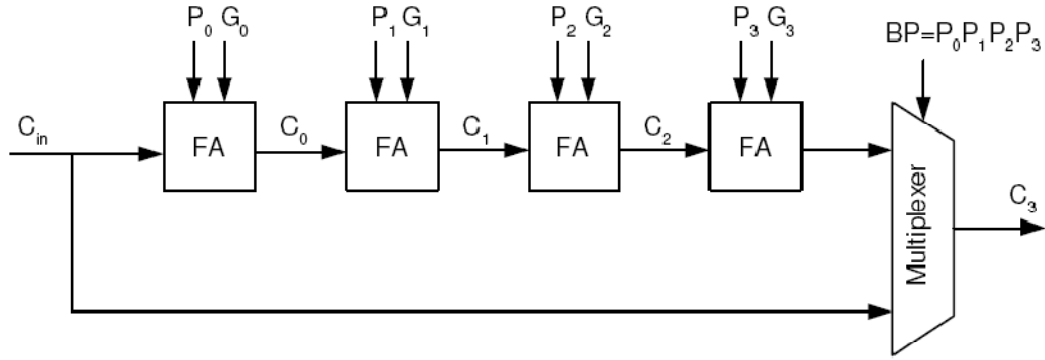 P₀ G₀
P₁ G₁
P₂ G₂
P₃ G₃
BP=P₀P₁P₂P₃
C_in
FA
C₀
FA
C₁
FA
C₂
FA
Multiplexer
C₃